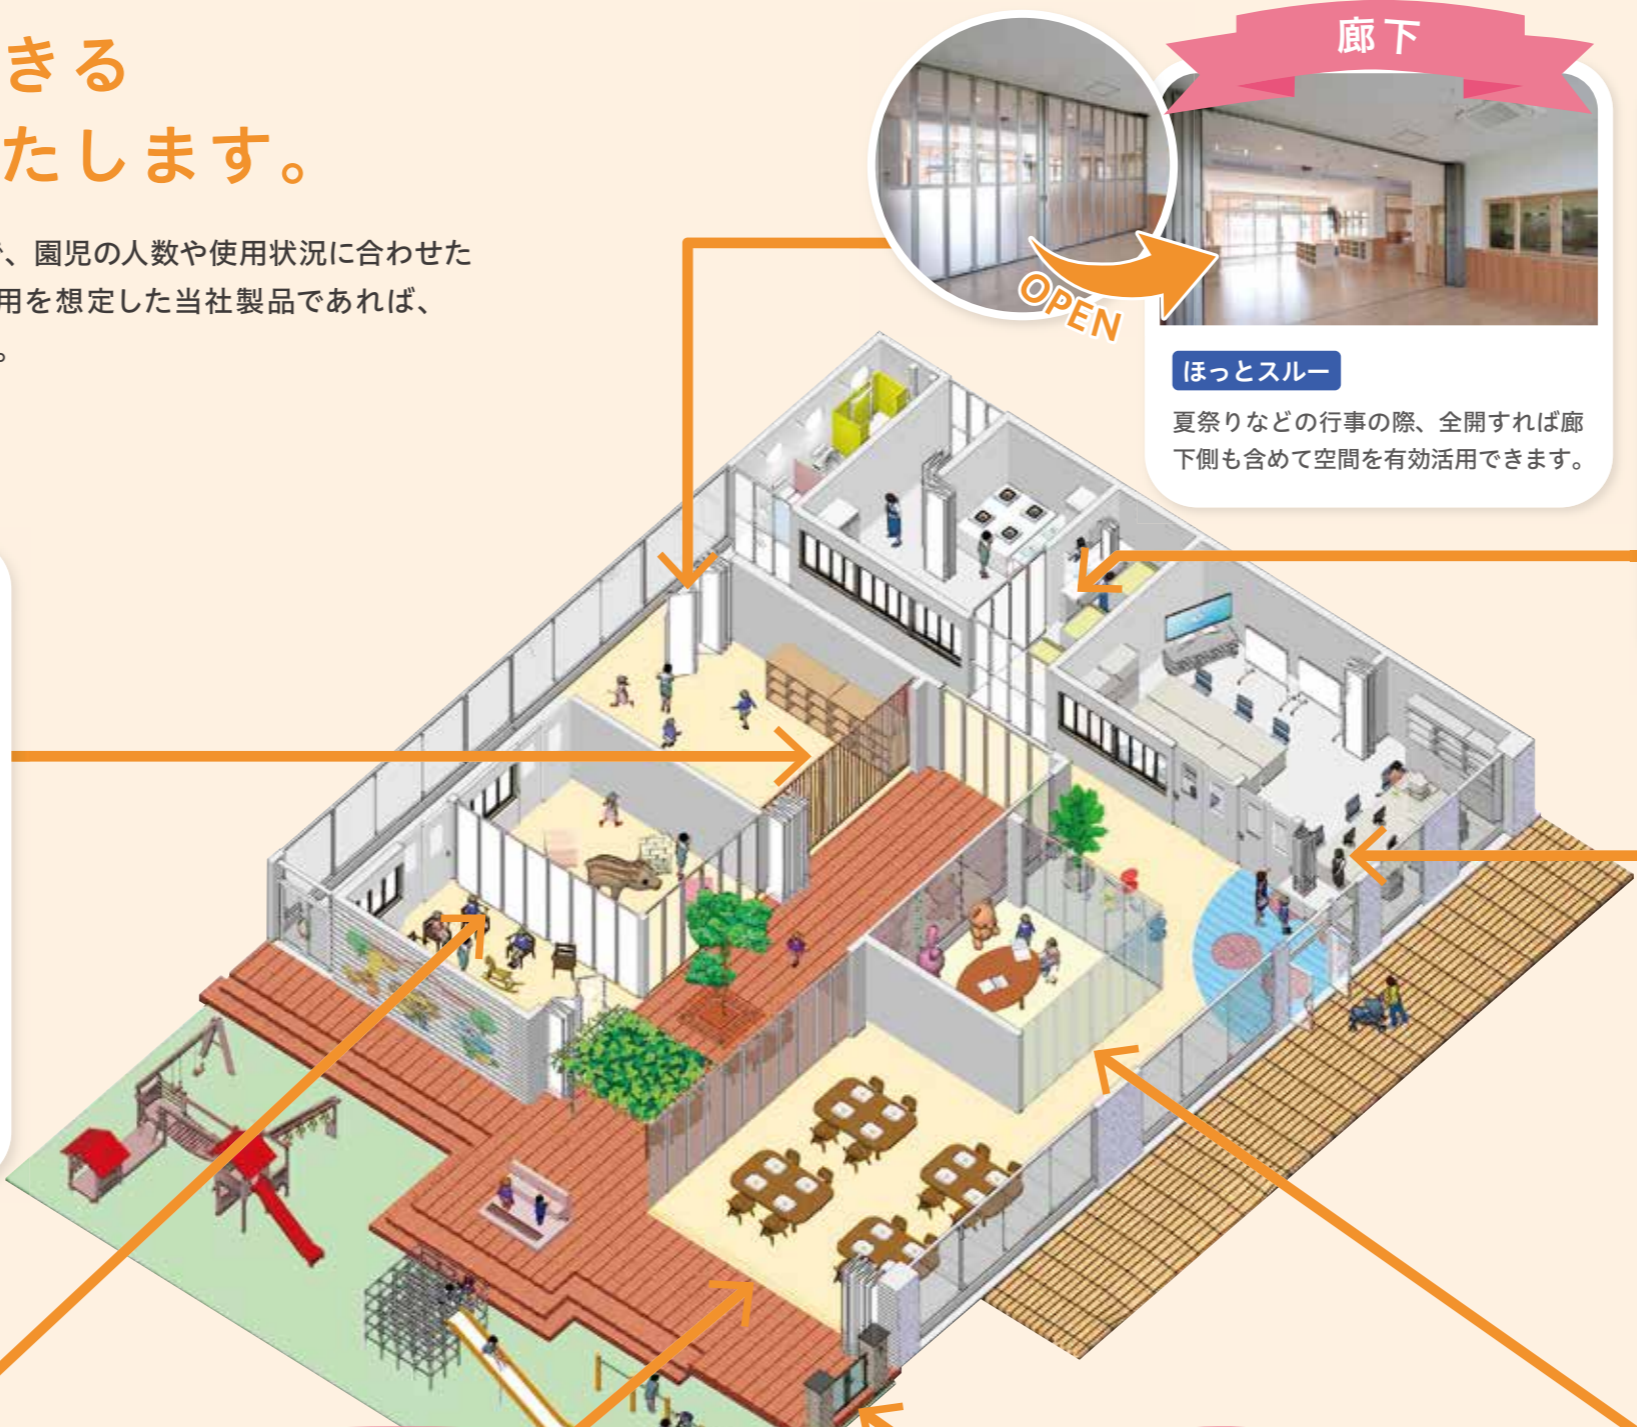 きる
たします。
、園児の人数や使用状況に合わせた
用を想定した当社製品であれば、
。
廊下
OPEN
ほっとスルー
夏祭りなどの行事の際、全開すれば廊
下側も含めて空間を有効活用できます。